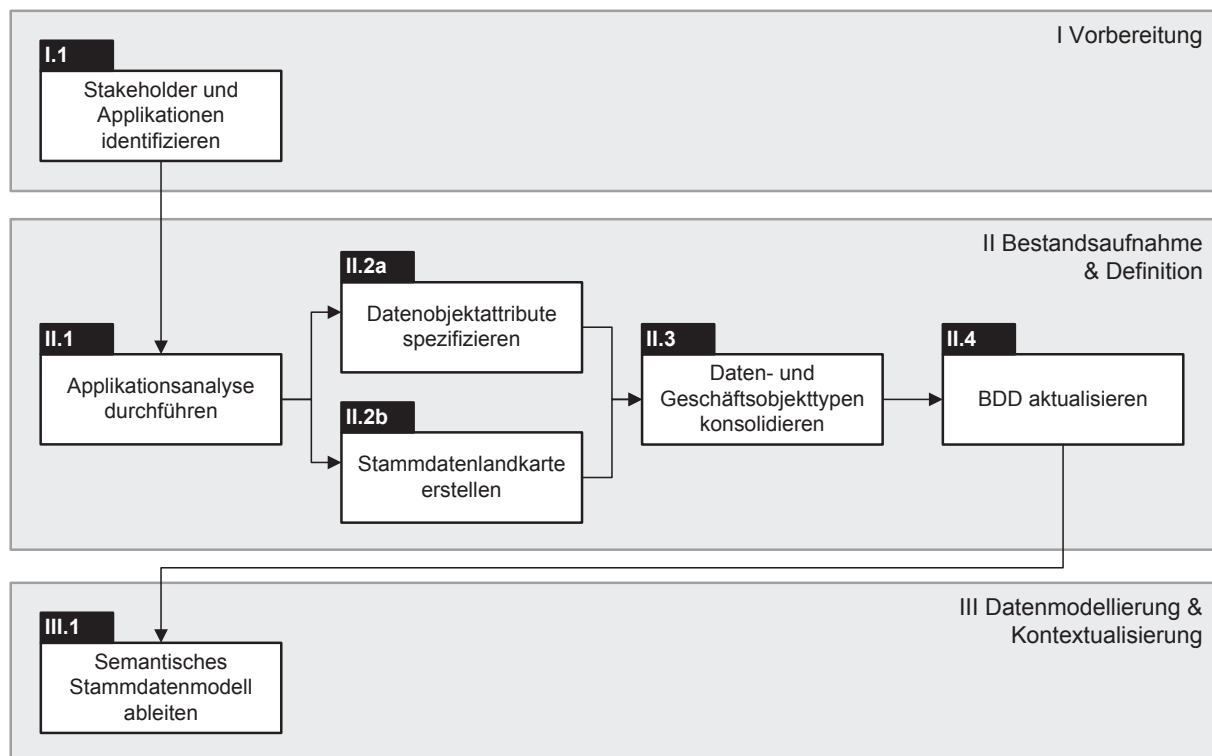 I Vorbereitung
I.1
Stakeholder und
Applikationen
identifizieren
II Bestandsaufnahme
& Definition
II.1
Applikationsanalyse
durchführen
II.2a
Datenobjektattribute
spezifizieren
II.2b
Stammdatenlandkarte
erstellen
II.3
Daten- und
Geschäftsobjekttypen
konsolidieren
II.4
BDD aktualisieren
III Datenmodellierung &
Kontextualisierung
III.1
Semantisches
Stammdatenmodell
ableiten